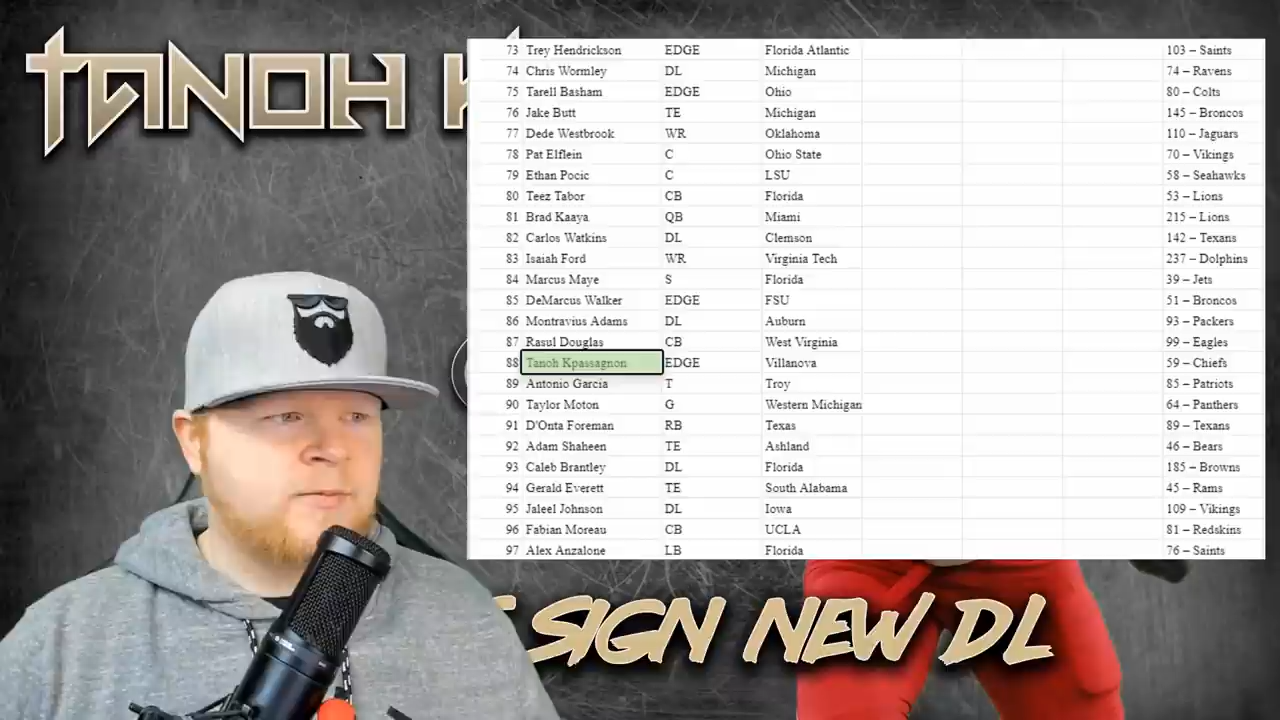 TANOH K
73 Trey Hendrickson EDGE Florida Atlantic 103 – Saints
74 Chris Wormley DL Michigan 74 – Ravens
75 Tarell Basham EDGE Ohio 80 – Colts
76 Jake Butt TE Michigan 145 – Broncos
77 Dede Westbrook WR Oklahoma 110 – Jaguars
78 Pat Elflein C Ohio State 70 – Vikings
79 Ethan Pocic C LSU 58 – Seahawks
80 Teez Tabor CB Florida 53 – Lions
81 Brad Kaaya QB Miami 215 – Lions
82 Carlos Watkins DL Clemson 142 – Texans
83 Isaiah Ford WR Virginia Tech 237 – Dolphins
84 Marcus Maye S Florida 39 – Jets
85 DeMarcus Walker EDGE FSU 51 – Broncos
86 Montravius Adams DL Auburn 93 – Packers
87 Rasul Douglas CB West Virginia 99 – Eagles
88 Tanoh Kpassagnon EDGE Villanova 59 – Chiefs
89 Antonio Garcia T Troy 85 – Patriots
90 Taylor Moton G Western Michigan 64 – Panthers
91 D'Onta Foreman RB Texas 89 – Texans
92 Adam Shaheen TE Ashland 46 – Bears
93 Caleb Brantley DL Florida 185 – Browns
94 Gerald Everett TE South Alabama 45 – Rams
95 Jaleel Johnson DL Iowa 109 – Vikings
96 Fabian Moreau CB UCLA 81 – Redskins
97 Alex Anzalone LB Florida 76 – Saints
SIGN NEW DL